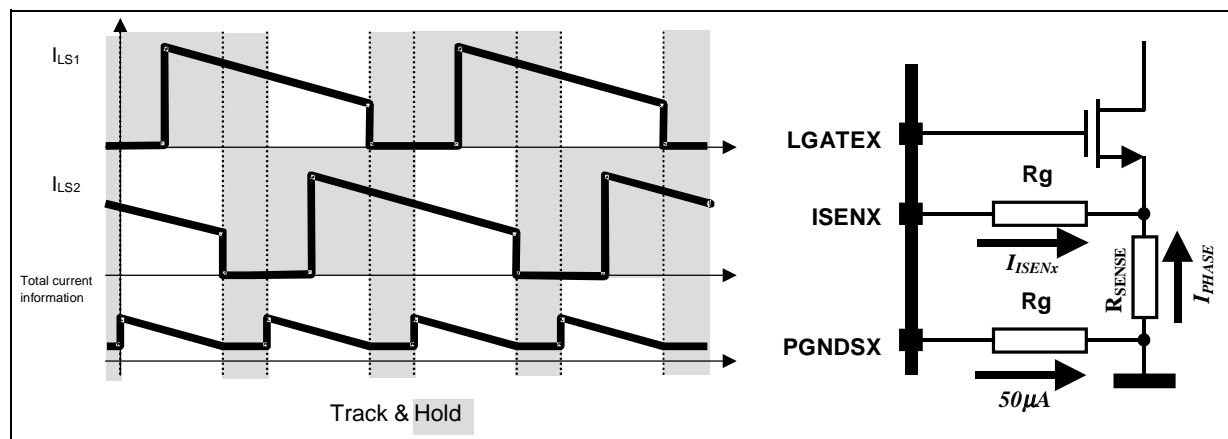 ILS1
ILS2
Total current
information
Track & Hold
LGATEX
Rg
ISENX
IISENx
RSENSE
IPHASE
Rg
PGNDSX
50µA